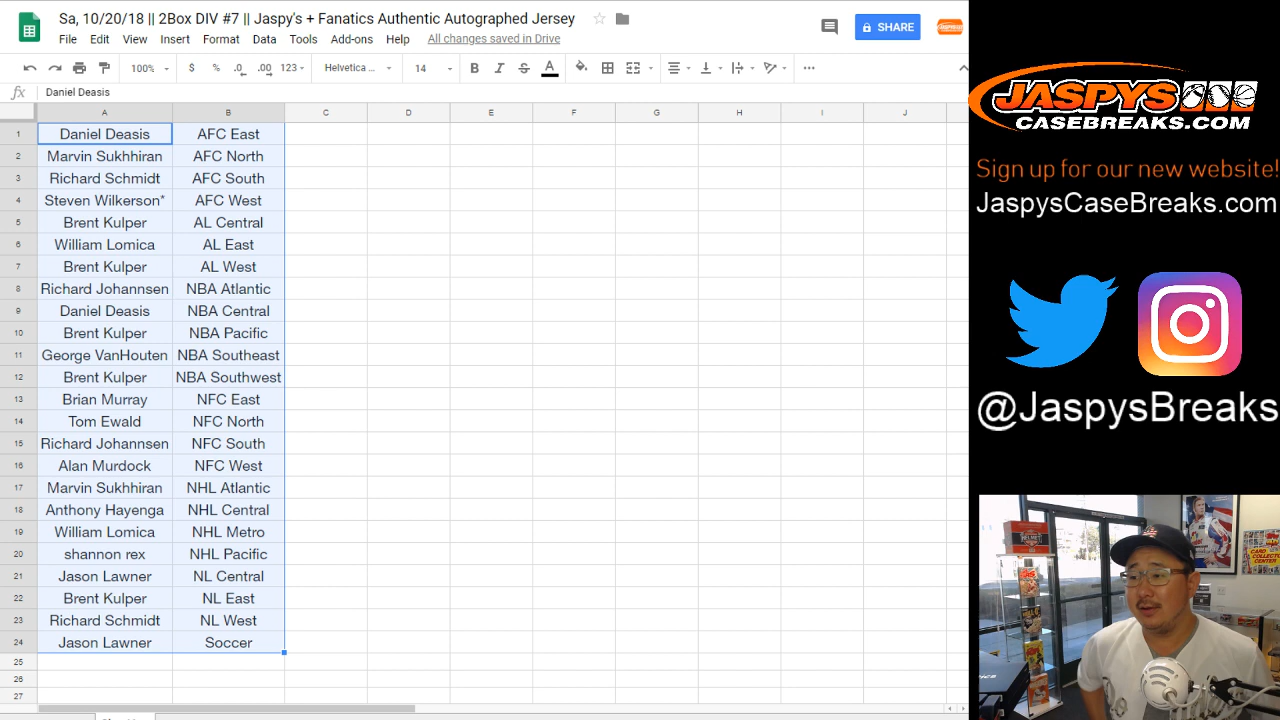 Sa, 10/20/18 || 2Box DIV #7 || Jaspy's + Fanatics Authentic Autographed Jersey
File Edit View Insert Tools Add-ons Help All changes saved in Drive
SHARE
100% $ % .0 .00 123 Helvetica ... 14 B I S A
fx Daniel Deasis
A B C D E F G H I J
1 Daniel Deasis AFC East
2 Marvin Sukhhiran AFC North
3 Richard Schmidt AFC South
4 Steven Wilkerson* AFC West
5 Brent Kulper AL Central
6 William Lomica AL East
7 Brent Kulper AL West
8 Richard Johannsen NBA Atlantic
9 Daniel Deasis NBA Central
10 Brent Kulper NBA Pacific
11 George VanHouten NBA Southeast
12 Brent Kulper NBA Southwest
13 Brian Murray NFC East
14 Tom Ewald NFC North
15 Richard Johannsen NFC South
16 Alan Murdock NFC West
17 Marvin Sukhhiran NHL Atlantic
18 Anthony Hayenga NHL Central
19 William Lomica NHL Metro
20 shannon rex NHL Pacific
21 Jason Lawner NL Central
22 Brent Kulper NL East
23 Richard Schmidt NL West
24 Jason Lawner Soccer
25
26
27
JASPYS
CASEBREAKS.COM
Sign up for our new website!
JaspysCaseBreaks.com
@JaspysBreaks
HELMET
CARD
COLLECTOR
CENTER